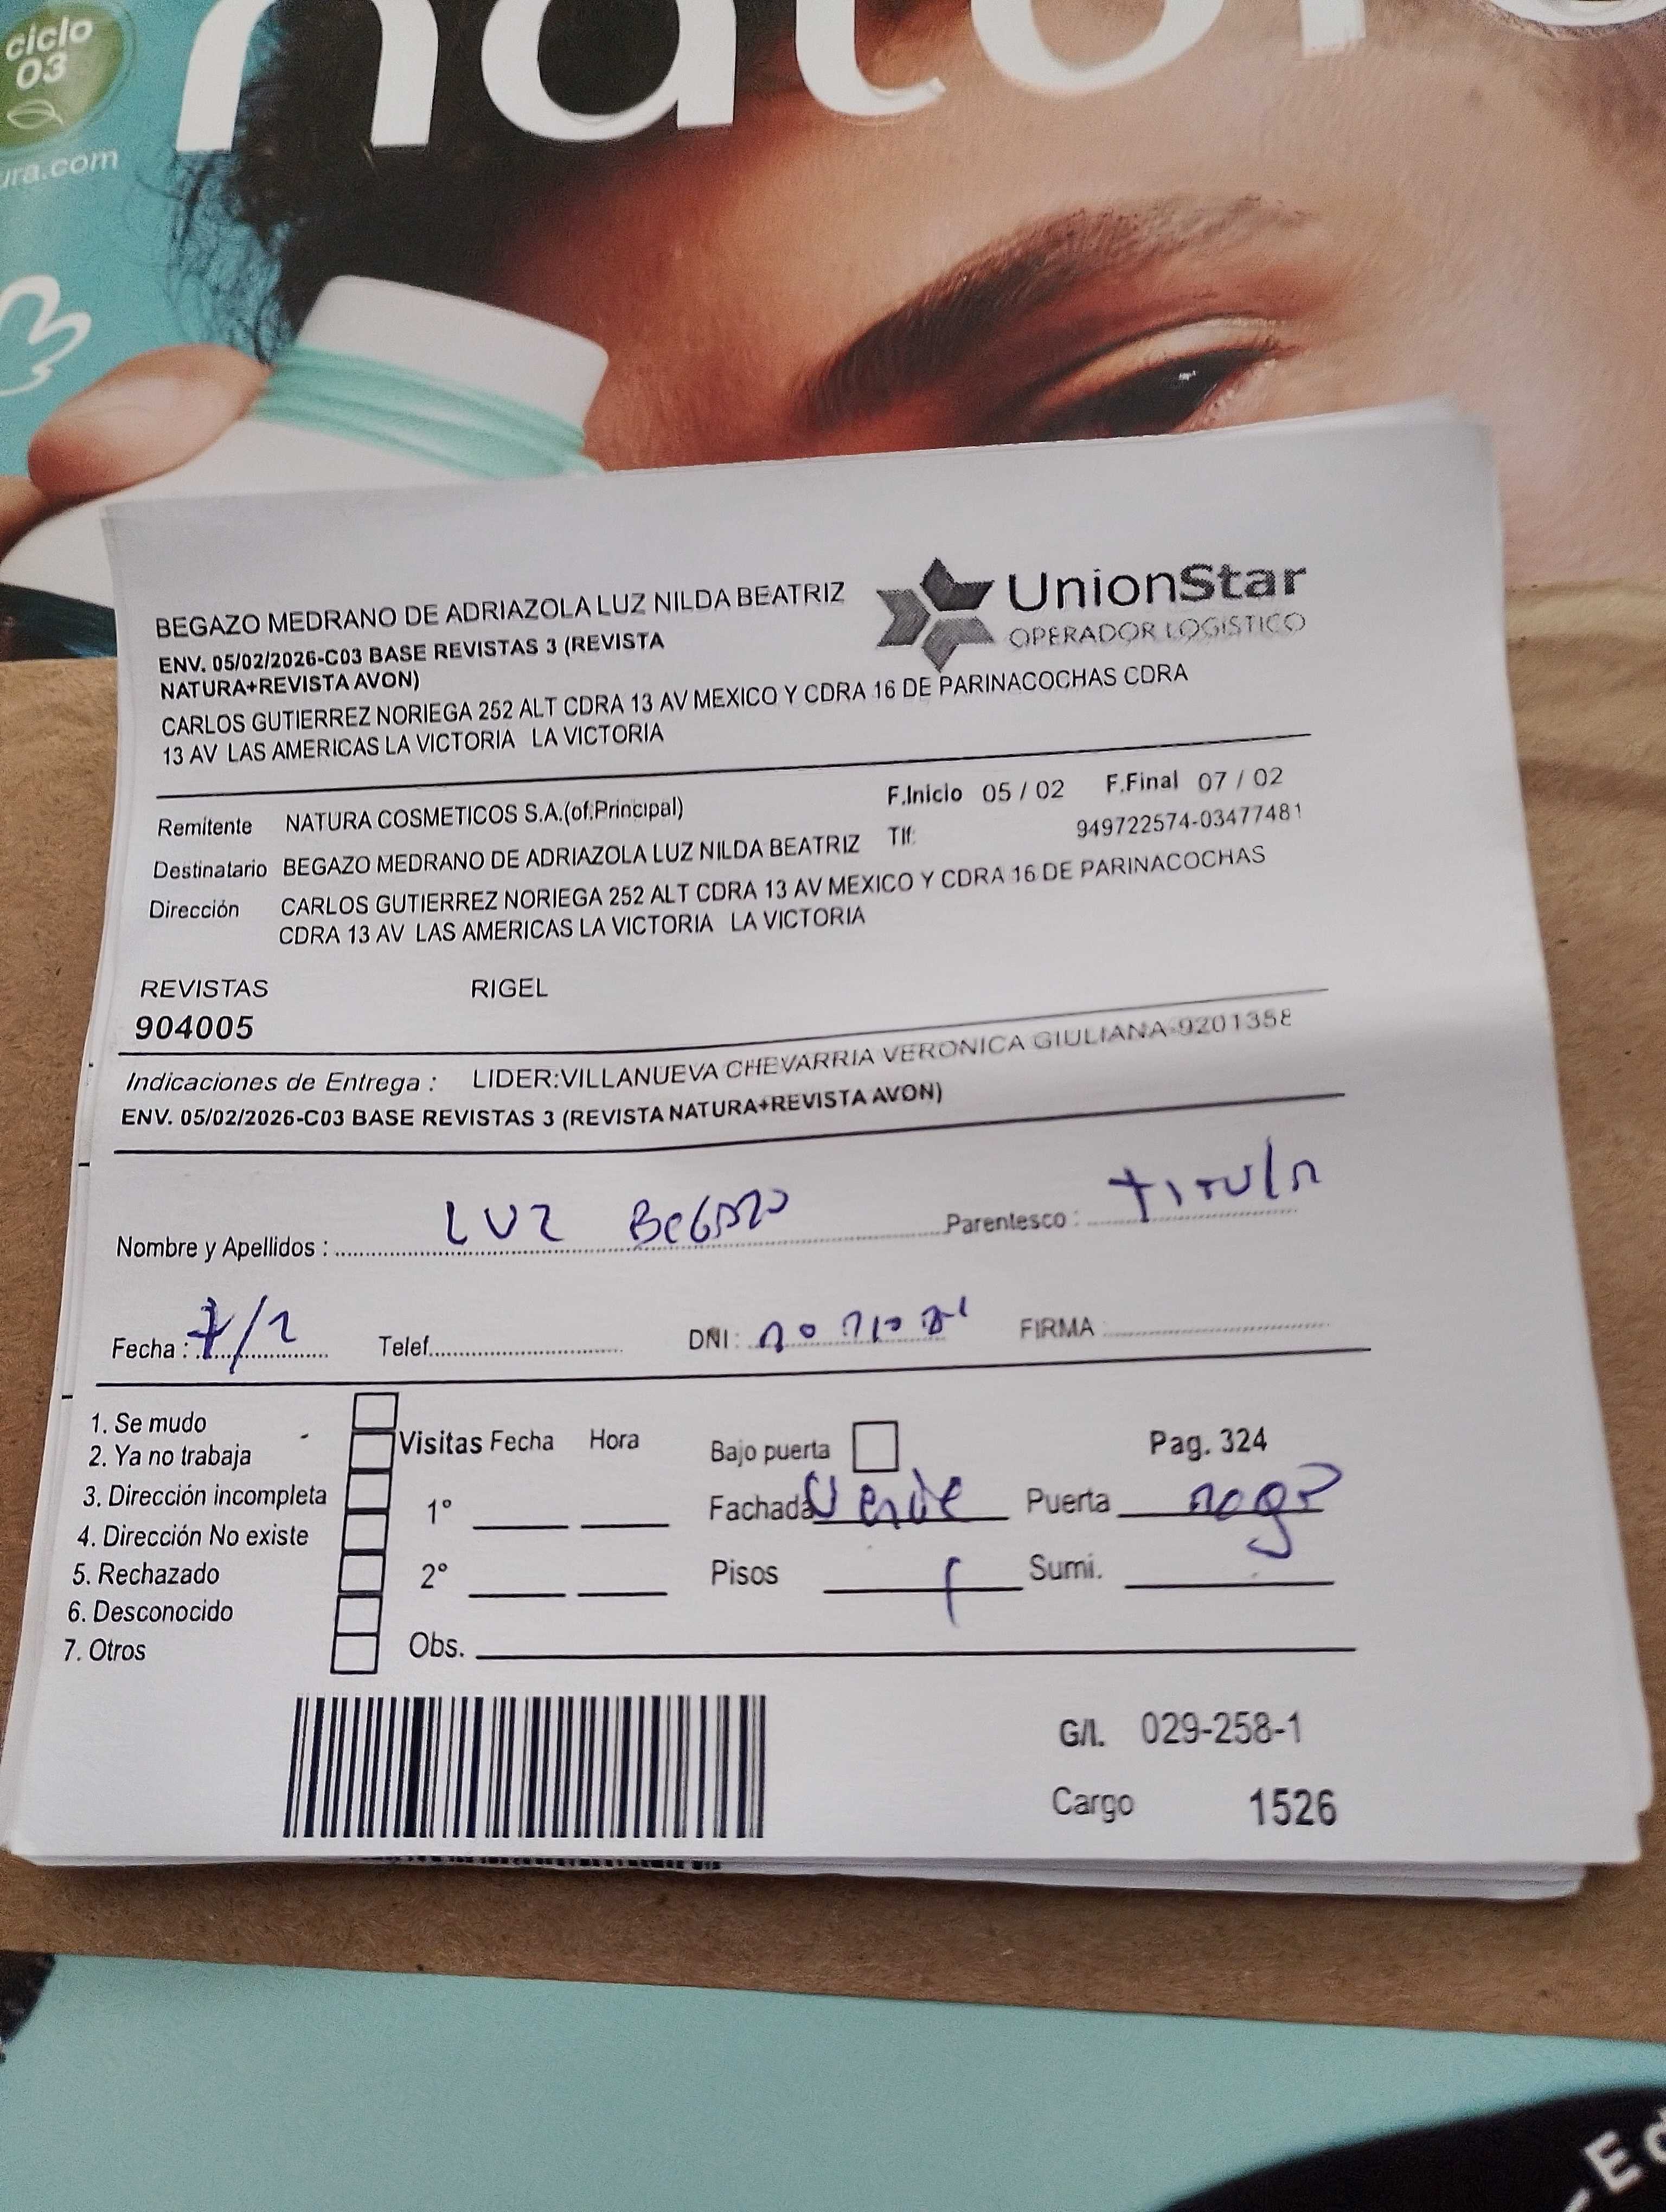 ciclo
03
ura.com
natura
BEGAZO MEDRANO DE ADRIAZOLA LUZ NILDA BEATRIZ
UnionStar
OPERADOR LOGÍSTICO
ENV. 05/02/2026-C03 BASE REVISTAS 3 (REVISTA
NATURA+REVISTA AVON)
CARLOS GUTIERREZ NORIEGA 252 ALT CDRA 13 AV MEXICO Y CDRA 16 DE PARINACOCHAS CDRA
13 AV LAS AMERICAS LA VICTORIA LA VICTORIA
Remitente NATURA COSMETICOS S.A.(of.Principal) F.Inicio 05 / 02 F.Final 07 / 02
Destinatario BEGAZO MEDRANO DE ADRIAZOLA LUZ NILDA BEATRIZ Tlf: 949722574-03477481
Dirección CARLOS GUTIERREZ NORIEGA 252 ALT CDRA 13 AV MEXICO Y CDRA 16 DE PARINACOCHAS
CDRA 13 AV LAS AMERICAS LA VICTORIA LA VICTORIA
REVISTAS RIGEL
904005
Indicaciones de Entrega : LIDER:VILLANUEVA CHEVARRIA VERONICA GIULIANA-9201358
ENV. 05/02/2026-C03 BASE REVISTAS 3 (REVISTA NATURA+REVISTA AVON)
Nombre y Apellidos : LUZ BEGAZO Parentesco :
Fecha : 7/2 Telef. DNI: FIRMA
1. Se mudo
2. Ya no trabaja
3. Dirección incompleta
4. Dirección No existe
5. Rechazado
6. Desconocido
7. Otros
Visitas Fecha Hora
1°
2°
Obs.
Bajo puerta Pag. 324
Fachada Verde Puerta
Pisos 1 Sumi.
G/I. 029-258-1
Cargo 1526